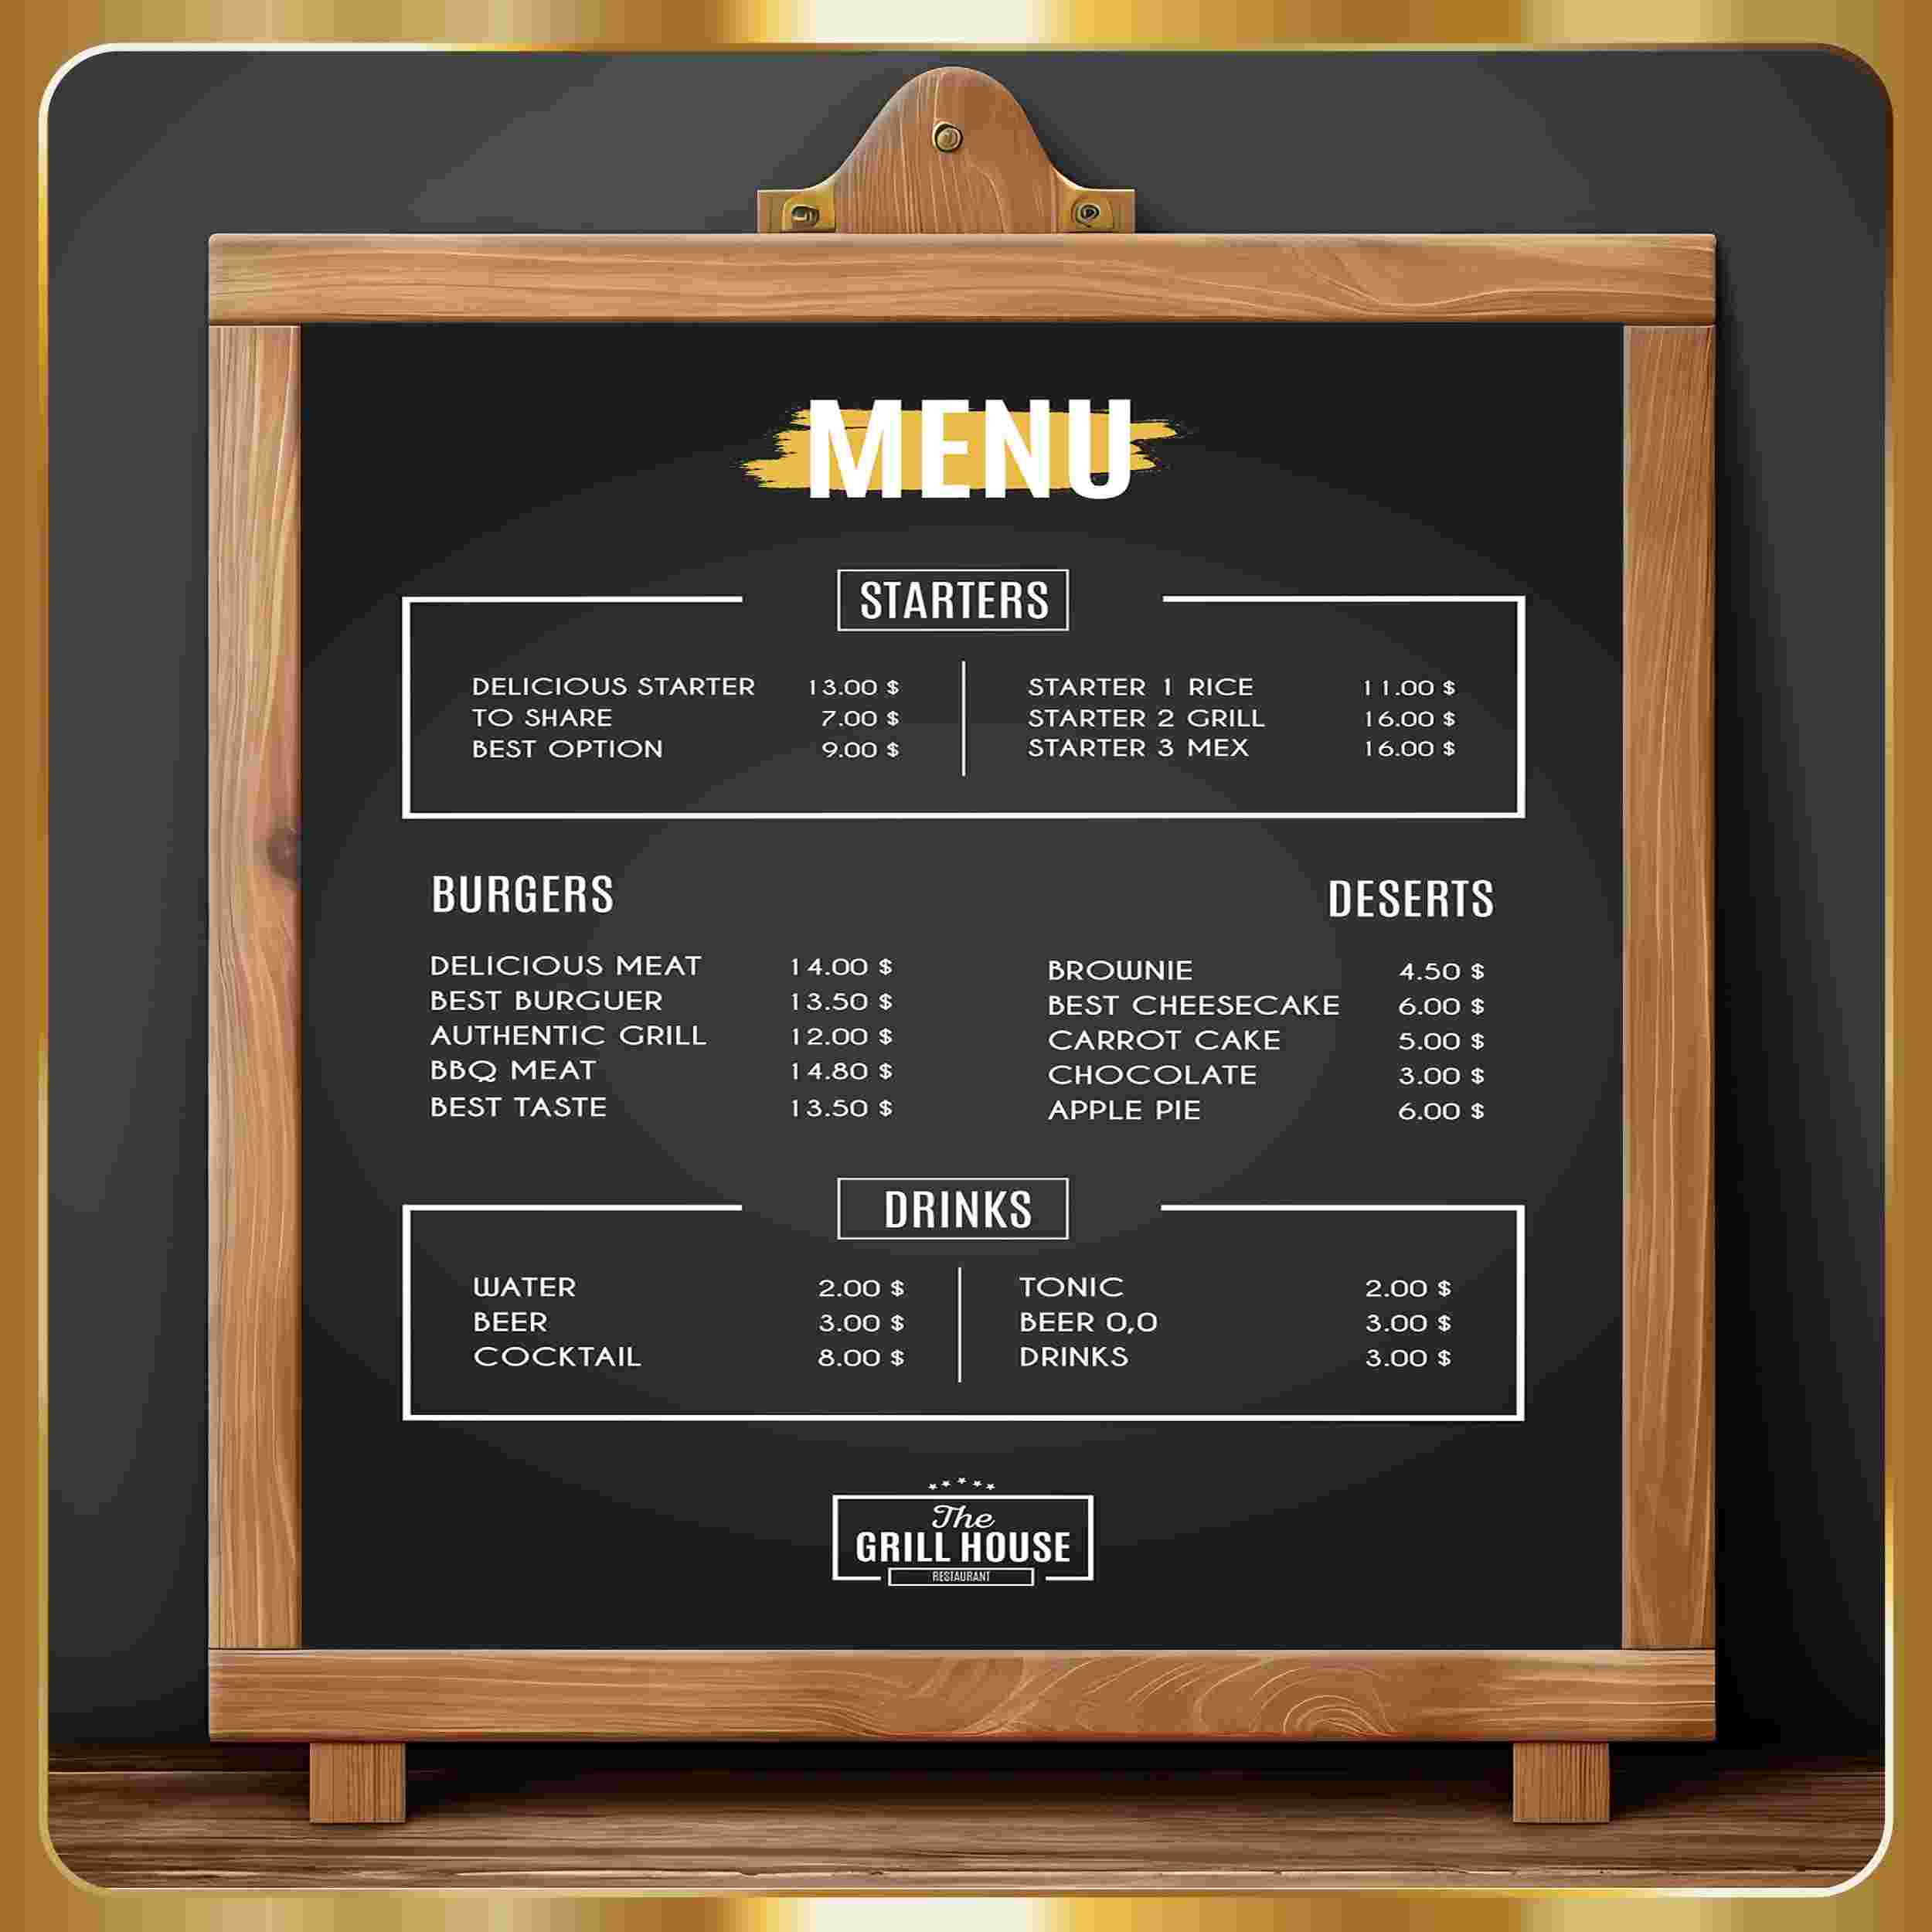 MENU
STARTERS
DELICIOUS STARTER 13.00 $
TO SHARE 7.00 $
BEST OPTION 9.00 $
STARTER 1 RICE 11.00 $
STARTER 2 GRILL 16.00 $
STARTER 3 MEX 16.00 $
BURGERS
DELICIOUS MEAT 14.00 $
BEST BURGUER 13.50 $
AUTHENTIC GRILL 12.00 $
BBQ MEAT 14.80 $
BEST TASTE 13.50 $
DESERTS
BROWNIE 4.50 $
BEST CHEESECAKE 6.00 $
CARROT CAKE 5.00 $
CHOCOLATE 3.00 $
APPLE PIE 6.00 $
DRINKS
WATER 2.00 $
BEER 3.00 $
COCKTAIL 8.00 $
TONIC 2.00 $
BEER 0,0 3.00 $
DRINKS 3.00 $
The
GRILL HOUSE
RESTAURANT